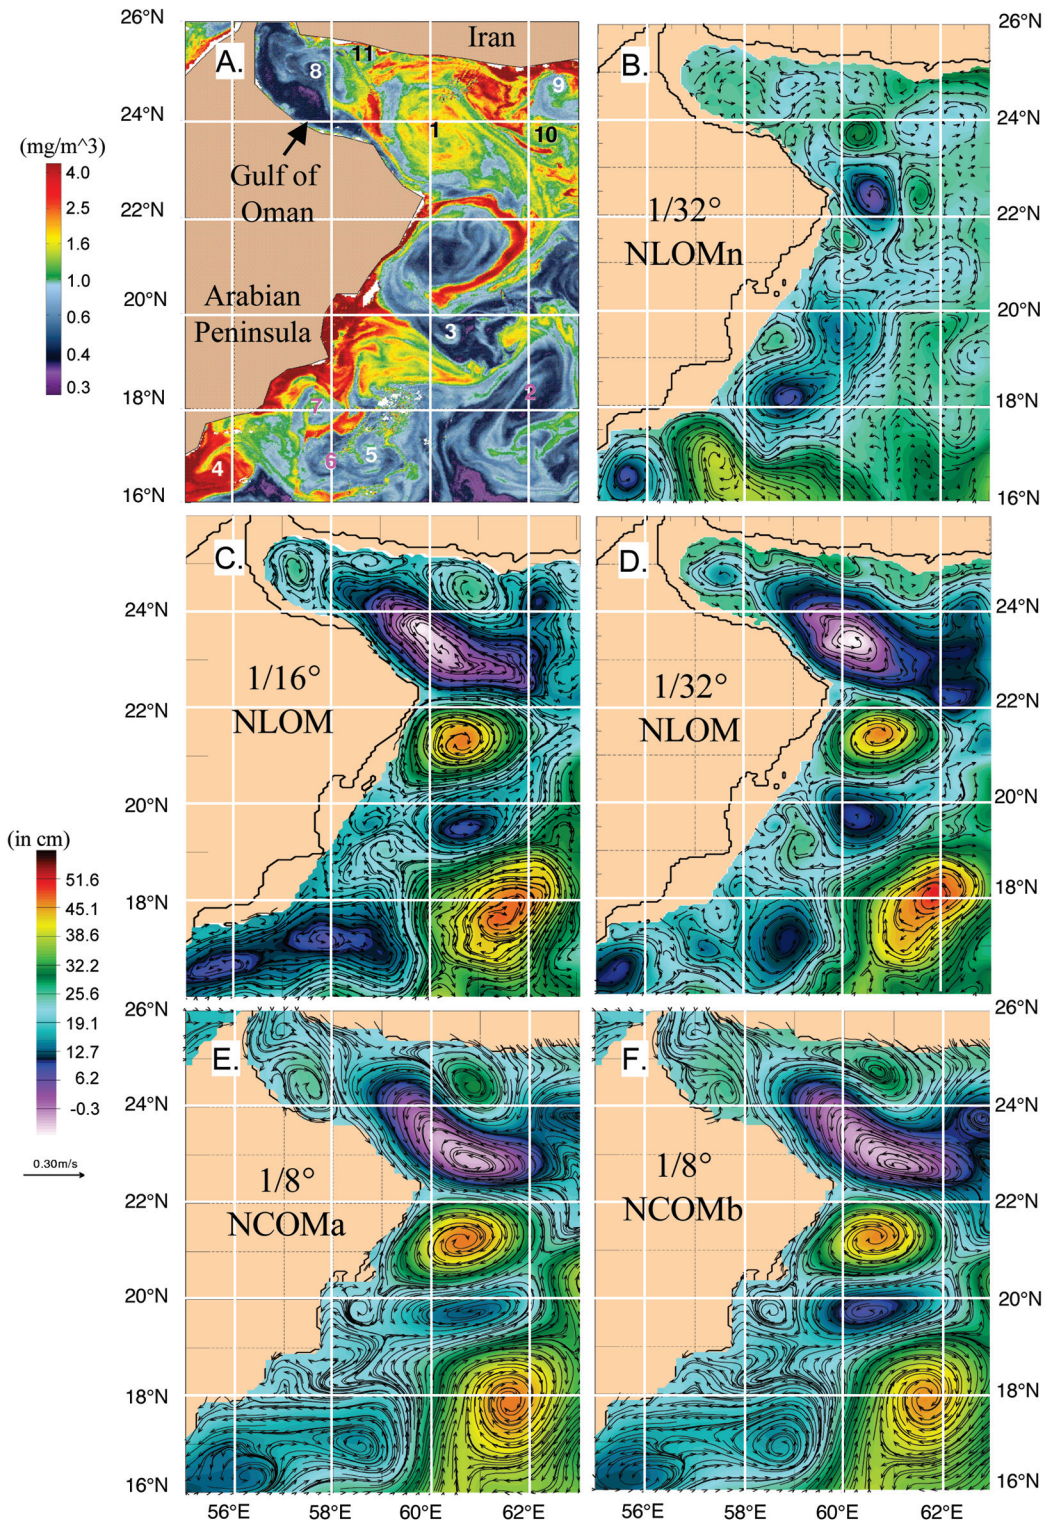 26°N
24°N
22°N
20°N
18°N
16°N
(mg/m^3)
4.0
2.5
1.6
1.0
0.6
0.4
0.3
A.
Iran
11
8
9
1
10
Gulf of
Oman
Arabian
Peninsula
3
2
7
6
5
4
B.
1/32°
NLOMn
26°N
24°N
22°N
20°N
18°N
16°N
24°N
22°N
20°N
18°N
C.
1/16°
NLOM
D.
1/32°
NLOM
24°N
22°N
20°N
18°N
(in cm)
51.6
45.1
38.6
32.2
25.6
19.1
12.7
6.2
-0.3
0.30m/s
26°N
24°N
22°N
20°N
18°N
16°N
E.
1/8°
NCOMa
F.
1/8°
NCOMb
26°N
24°N
22°N
20°N
18°N
16°N
56°E
58°E
60°E
62°E
56°E
58°E
60°E
62°E